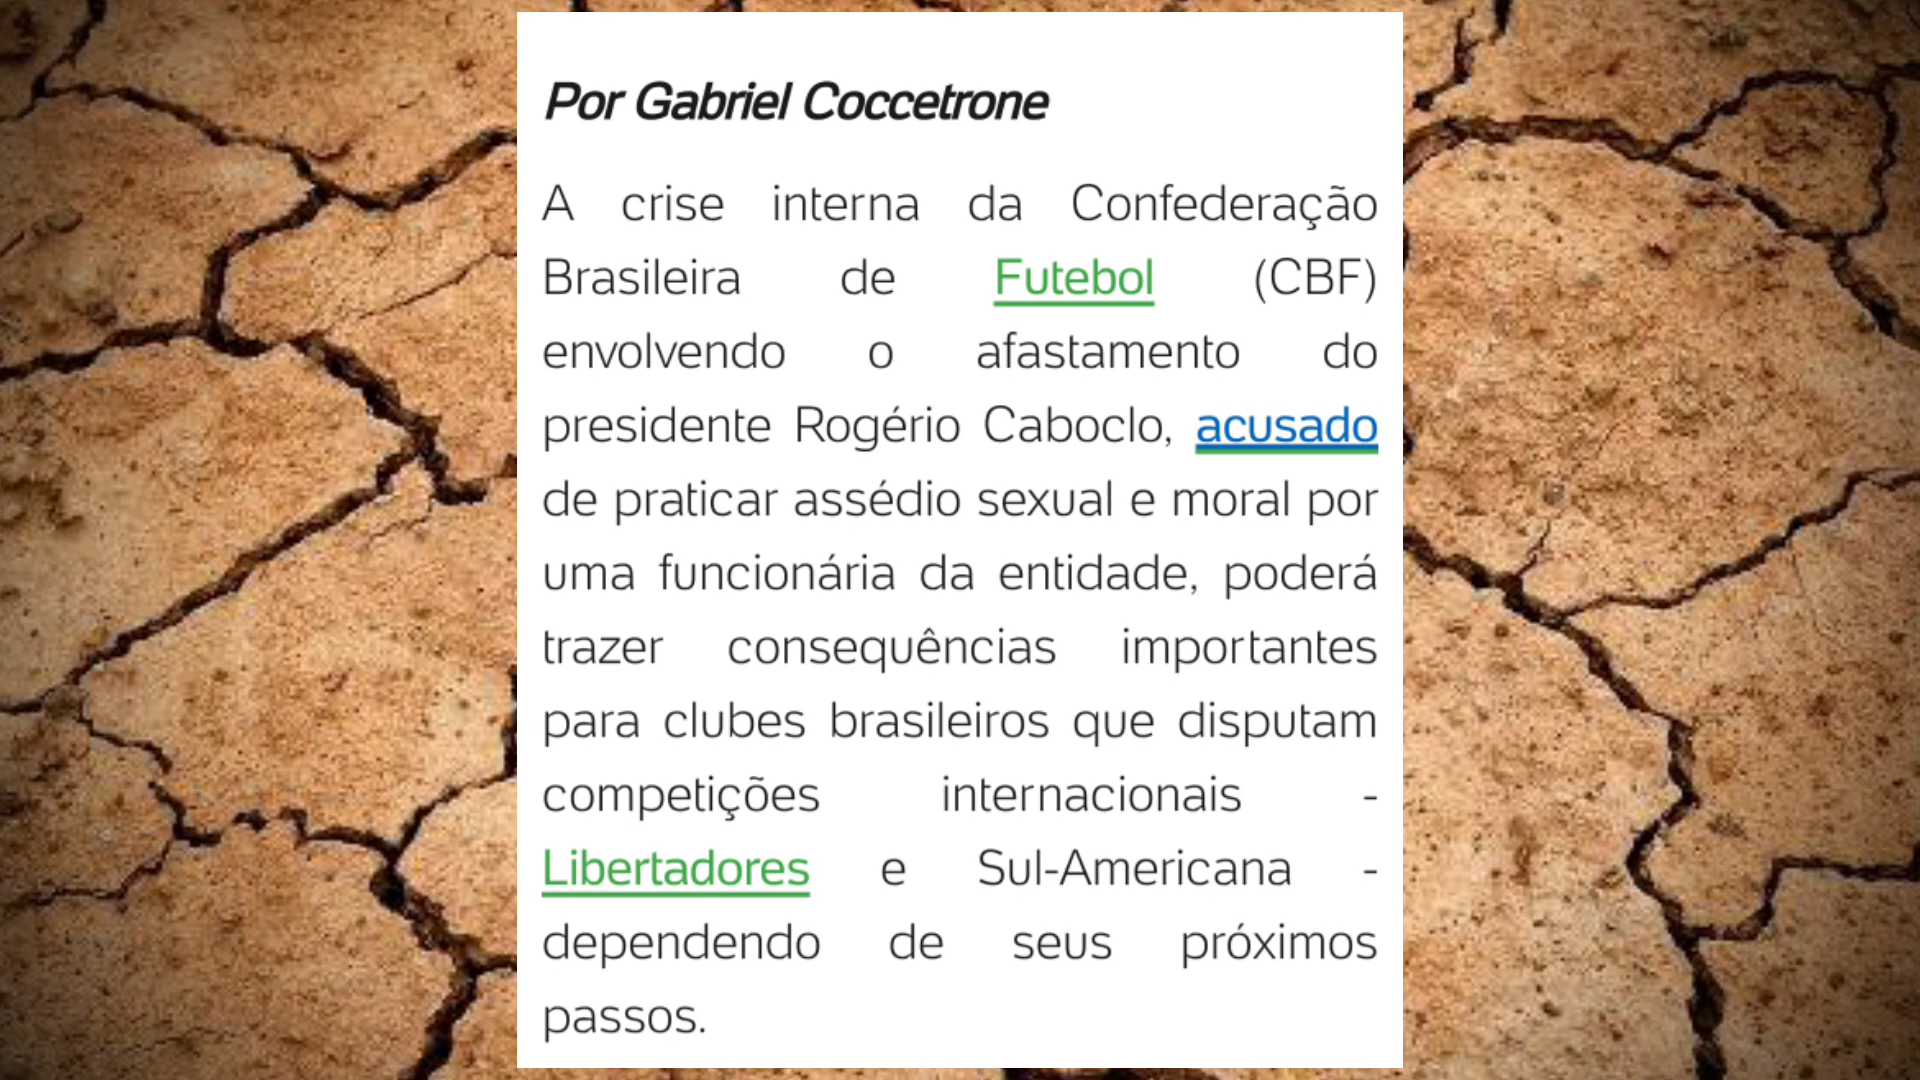 Por Gabriel Coccetrone
A crise interna da Confederação
Brasileira de Futebol (CBF)
envolvendo o afastamento do
presidente Rogério Caboclo, acusado
de praticar assédio sexual e moral por
uma funcionária da entidade, poderá
trazer consequências importantes
para clubes brasileiros que disputam
competições internacionais -
Libertadores e Sul-Americana -
dependendo de seus próximos
passos.